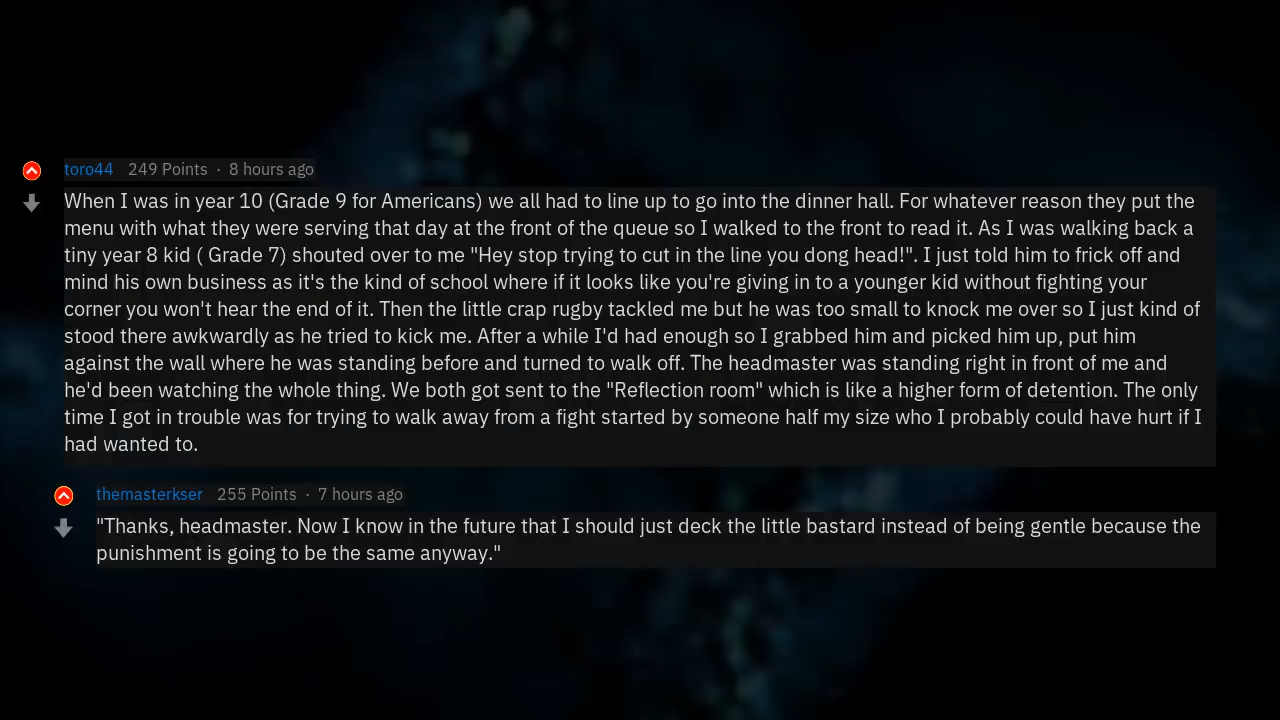 toro44 249 Points · 8 hours ago
When I was in year 10 (Grade 9 for Americans) we all had to line up to go into the dinner hall. For whatever reason they put the
menu with what they were serving that day at the front of the queue so I walked to the front to read it. As I was walking back a
tiny year 8 kid ( Grade 7) shouted over to me "Hey stop trying to cut in the line you dong head!". I just told him to frick off and
mind his own business as it's the kind of school where if it looks like you're giving in to a younger kid without fighting your
corner you won't hear the end of it. Then the little crap rugby tackled me but he was too small to knock me over so I just kind of
stood there awkwardly as he tried to kick me. After a while I'd had enough so I grabbed him and picked him up, put him
against the wall where he was standing before and turned to walk off. The headmaster was standing right in front of me and
he'd been watching the whole thing. We both got sent to the "Reflection room" which is like a higher form of detention. The only
time I got in trouble was for trying to walk away from a fight started by someone half my size who I probably could have hurt if I
had wanted to.
themasterkser 255 Points · 7 hours ago
"Thanks, headmaster. Now I know in the future that I should just deck the little bastard instead of being gentle because the
punishment is going to be the same anyway."